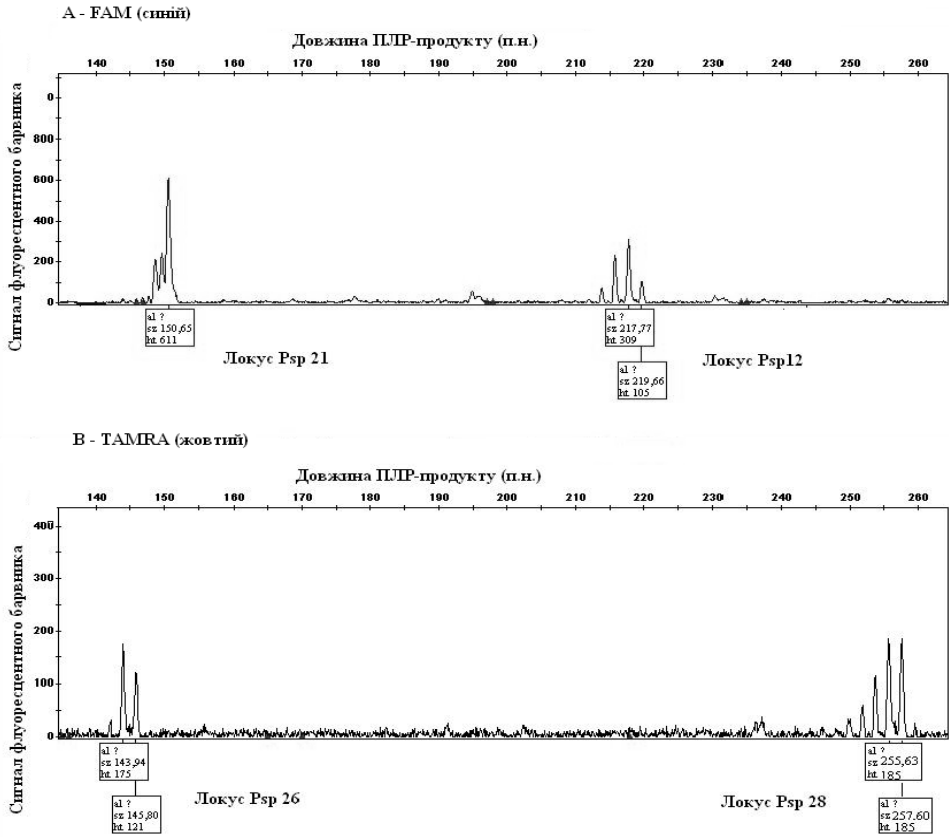 А - FAM (синій)
Довжина ПЛР-продукту (п.н.)
140 150 160 170 180 190 200 210 220 230 240 250 260
Сигнал флуоресцентного барвника
0
800
600
400
200
0
al ?
sz 150,65
ht 611
Локус Psp 21
al ?
sz 217,77
ht 309
al ?
sz 219,66
ht 105
Локус Psp12
В - TAMRA (жовтий)
Довжина ПЛР-продукту (п.н.)
140 150 160 170 180 190 200 210 220 230 240 250 260
Сигнал флуоресцентного барвника
400
300
200
100
0
al ?
sz 143,94
ht 175
al ?
sz 145,80
ht 121
Локус Psp 26
Локус Psp 28
al ?
sz 255,63
ht 185
al ?
sz 257.60
ht 185